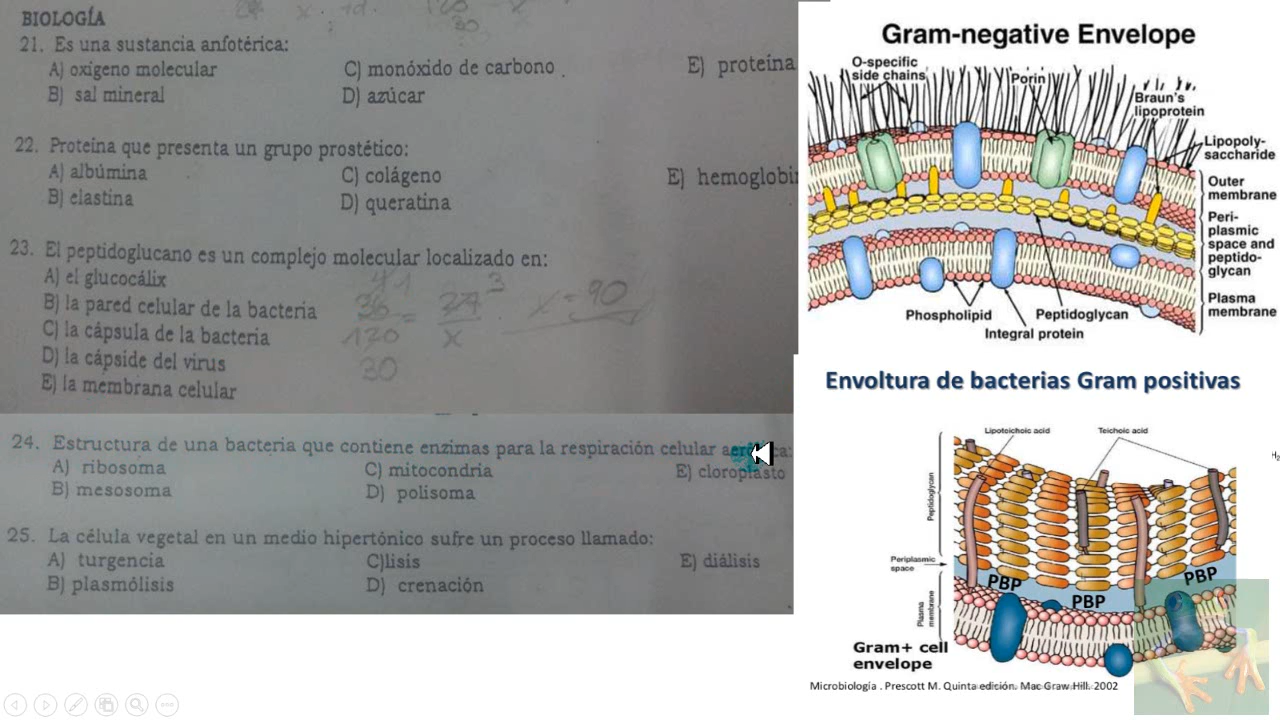 BIOLOGÍA
21. Es una sustancia anfotérica:
A) oxígeno molecular
C) monóxido de carbono
E) proteína
B) sal mineral
D) azúcar
22. Proteína que presenta un grupo prostético:
A) albúmina
C) colágeno
E) hemoglobi
B) elastina
D) queratina
23. El peptidoglucano es un complejo molecular localizado en:
A) el glucocálix
B) la pared celular de la bacteria
C) la cápsula de la bacteria
D) la cápside del virus
E) la membrana celular
36
120
=
27
x
3
x = 90
30
24. Estructura de una bacteria que contiene enzimas para la respiración celular
A) ribosoma
C) mitocondria
E) cloroplasto
B) mesosoma
D) polisoma
25. La célula vegetal en un medio hipertónico sufre un proceso llamado:
A) turgencia
C)lisis
E) diálisis
B) plasmólisis
D) crenación
Gram-negative Envelope
O-specific
side chains
Porin
Braun's
lipoprotein
Lipopoly-
saccharide
Outer
membrane
Peri-
plasmic
space and
peptido-
glycan
Plasma
membrane
Phospholipid
Peptidoglycan
Integral protein
Envoltura de bacterias Gram positivas
Lipoteichoic acid
Teichoic acid
Peptidoglycan
Periplasmic
space
Plasma
membrane
PBP
PBP
PBP
Gram+ cell
envelope
Microbiología . Prescott M. Quinta edición. Mac Graw Hill. 2002
H2